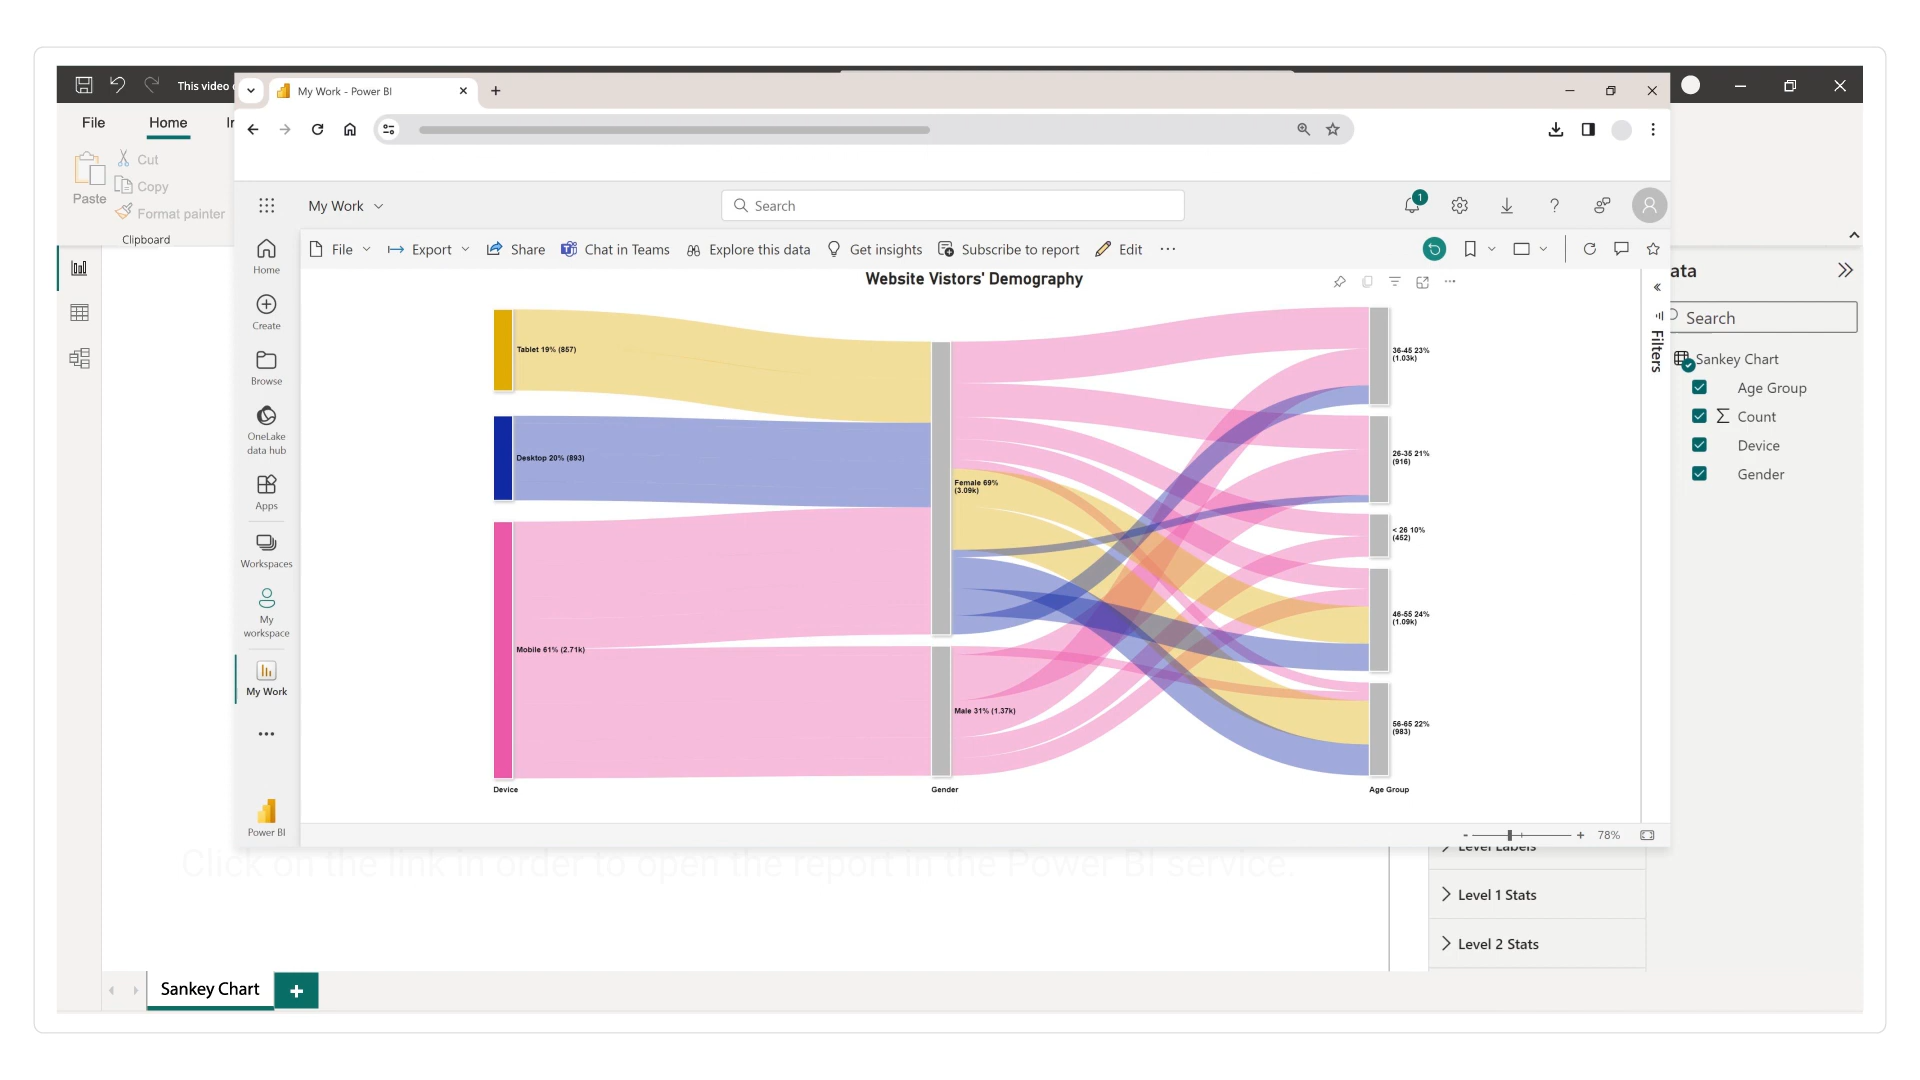 This video
My Work - Power BI
File
Home
Paste
Cut
Copy
Format painter
Clipboard
My Work
Search
1
File
Export
Share
Chat in Teams
Explore this data
Get insights
Subscribe to report
Edit
Home
Create
Browse
OneLake
data hub
Apps
Workspaces
My
workspace
My Work
Power BI
Website Vistors' Demography
Tablet 19% (857)
Desktop 20% (893)
Mobile 61% (2.71k)
Female 69%
(3.09k)
Male 31% (1.37k)
36-45 23%
(1.03k)
26-35 21%
(916)
< 26 10%
(452)
46-55 24%
(1.09k)
56-65 22%
(983)
Device
Gender
Age Group
Filters
78%
ata
Search
Sankey Chart
Age Group
Count
Device
Gender
Click on the link in order to open the report in the Power BI service.
Level Labels
Level 1 Stats
Level 2 Stats
Sankey Chart